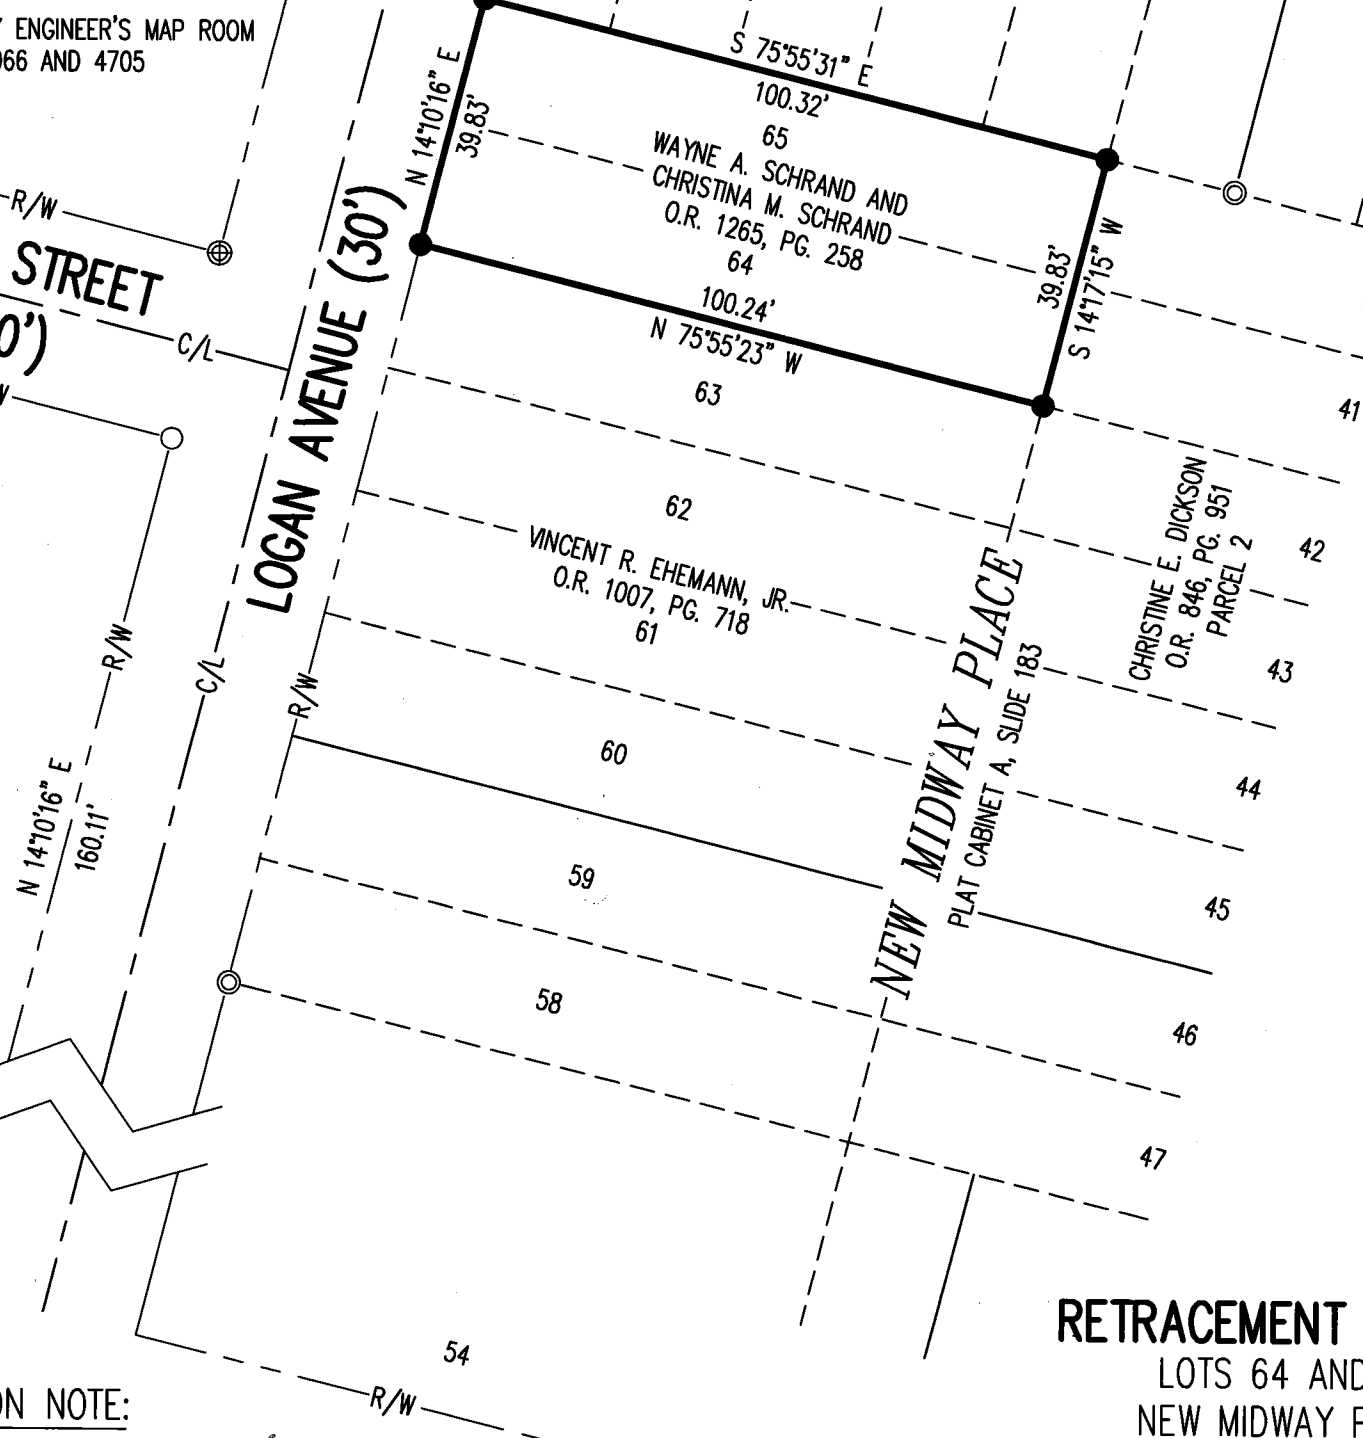 ENGINEER'S MAP ROOM
066 AND 4705
R/W
STREET
0')
C/L
N 14°10'16" E
39.83'
S 75°55'31" E
100.32'
65
WAYNE A. SCHRAND AND
CHRISTINA M. SCHRAND
O.R. 1265, PG. 258
64
100.24'
N 75°55'23" W
39.83'
S 14°17'15" W
LOGAN AVENUE (30')
63
62
VINCENT R. EHEMANN, JR.
O.R. 1007, PG. 718
61
60
59
58
54
41
42
43
44
45
46
47
CHRISTINE E. DICKSON
O.R. 846, PG. 951
PARCEL 2
NEW MIDWAY PLACE
PLAT CABINET A, SLIDE 183
R/W
C/L
R/W
N 14°10'16" E
160.11'
R/W
ON NOTE:
RETRACEMENT
LOTS 64 AND
NEW MIDWAY P